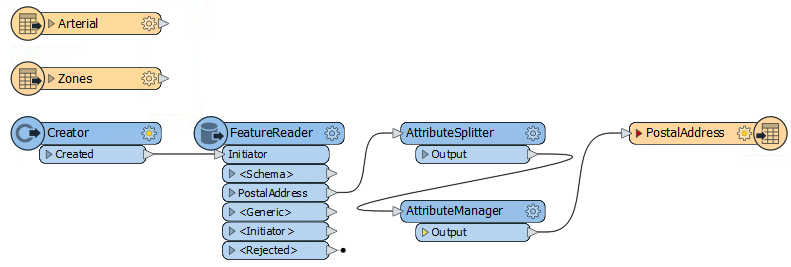 Arterial
Zones
Creator
Created
FeatureReader
Initiator
<Schema>
PostalAddress
<Generic>
<Initiator>
<Rejected>
AttributeSplitter
Output
AttributeManager
Output
PostalAddress